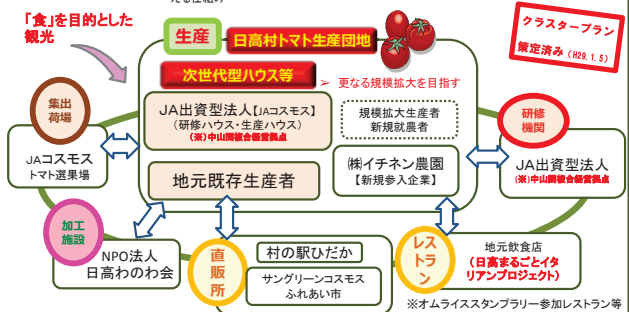 「食」を目的とした
観光
生産
日高村トマト生産団地
クラスタープラン
策定済み（H29.1.5）
次世代型ハウス等
➢ 更なる規模拡大を目指す
集出
荷場
JAコスモス
トマト選果場
JA出資型法人【JAコスモス】
（研修ハウス・生産ハウス）
(※)中山間複合経営拠点
規模拡大生産者
新規就農者
地元既存生産者
㈱イチネン農園
【新規参入企業】
研修
機関
JA出資型法人
(※)中山間複合経営拠点
加工
施設
NPO法人
日高わのわ会
直
販
所
村の駅ひだか
サングリーンコスモス
ふれあい市
レ
スト
ラン
地元飲食店
（日高まるごとイタ
リアンプロジェクト）
※オムライススタンプラリー参加レストラン等